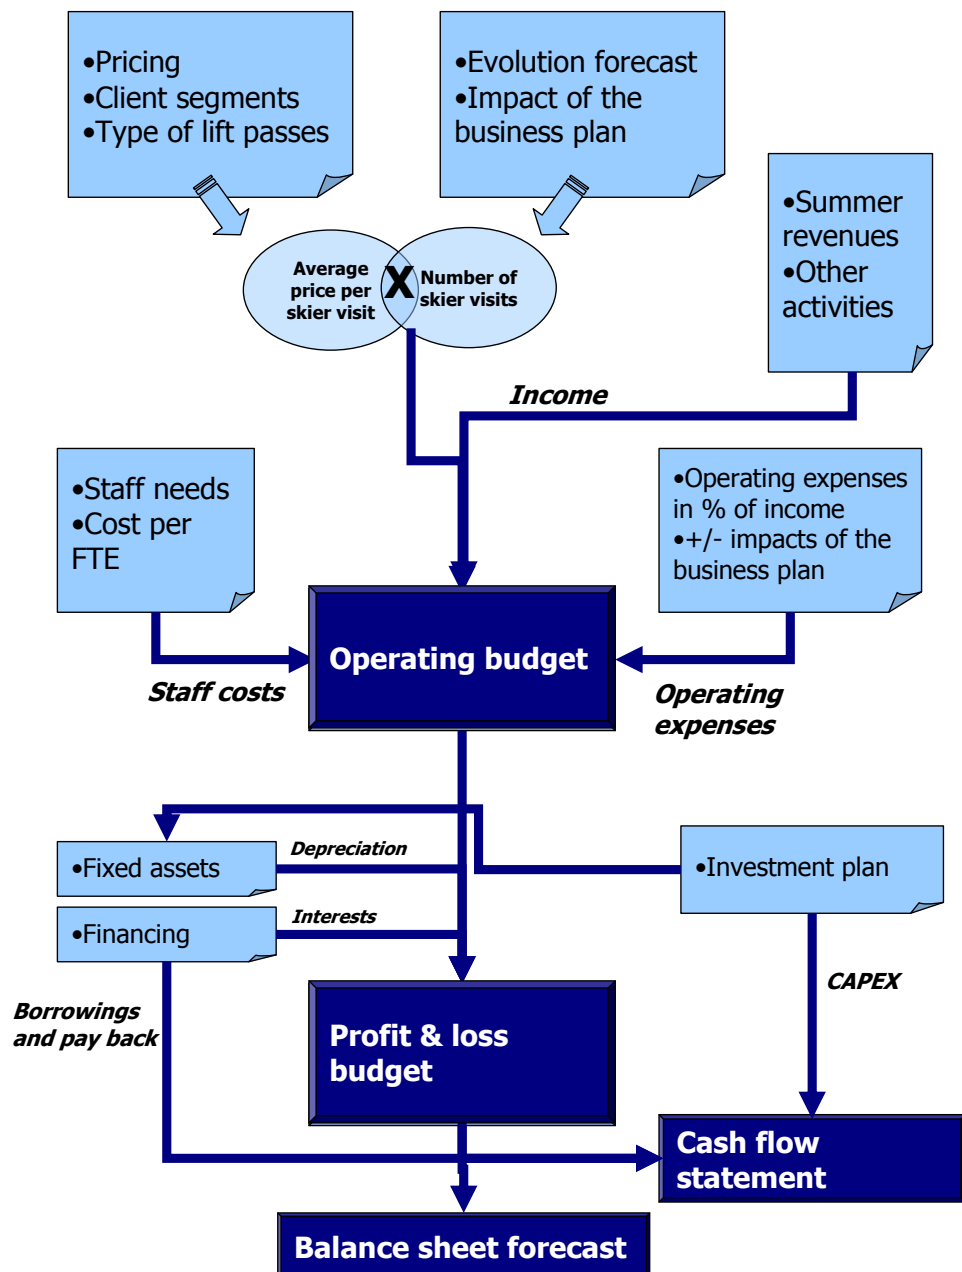 •Pricing
•Client segments
•Type of lift passes
•Evolution forecast
•Impact of the
business plan
•Summer
revenues
•Other
activities
Average
price per
skier visit
X
Number of
skier visits
Income
•Staff needs
•Cost per
FTE
•Operating expenses
in % of income
•+/- impacts of the
business plan
Operating budget
Staff costs
Operating
expenses
•Fixed assets
Depreciation
•Investment plan
•Financing
Interests
Borrowings
and pay back
CAPEX
Profit & loss
budget
Cash flow
statement
Balance sheet forecast